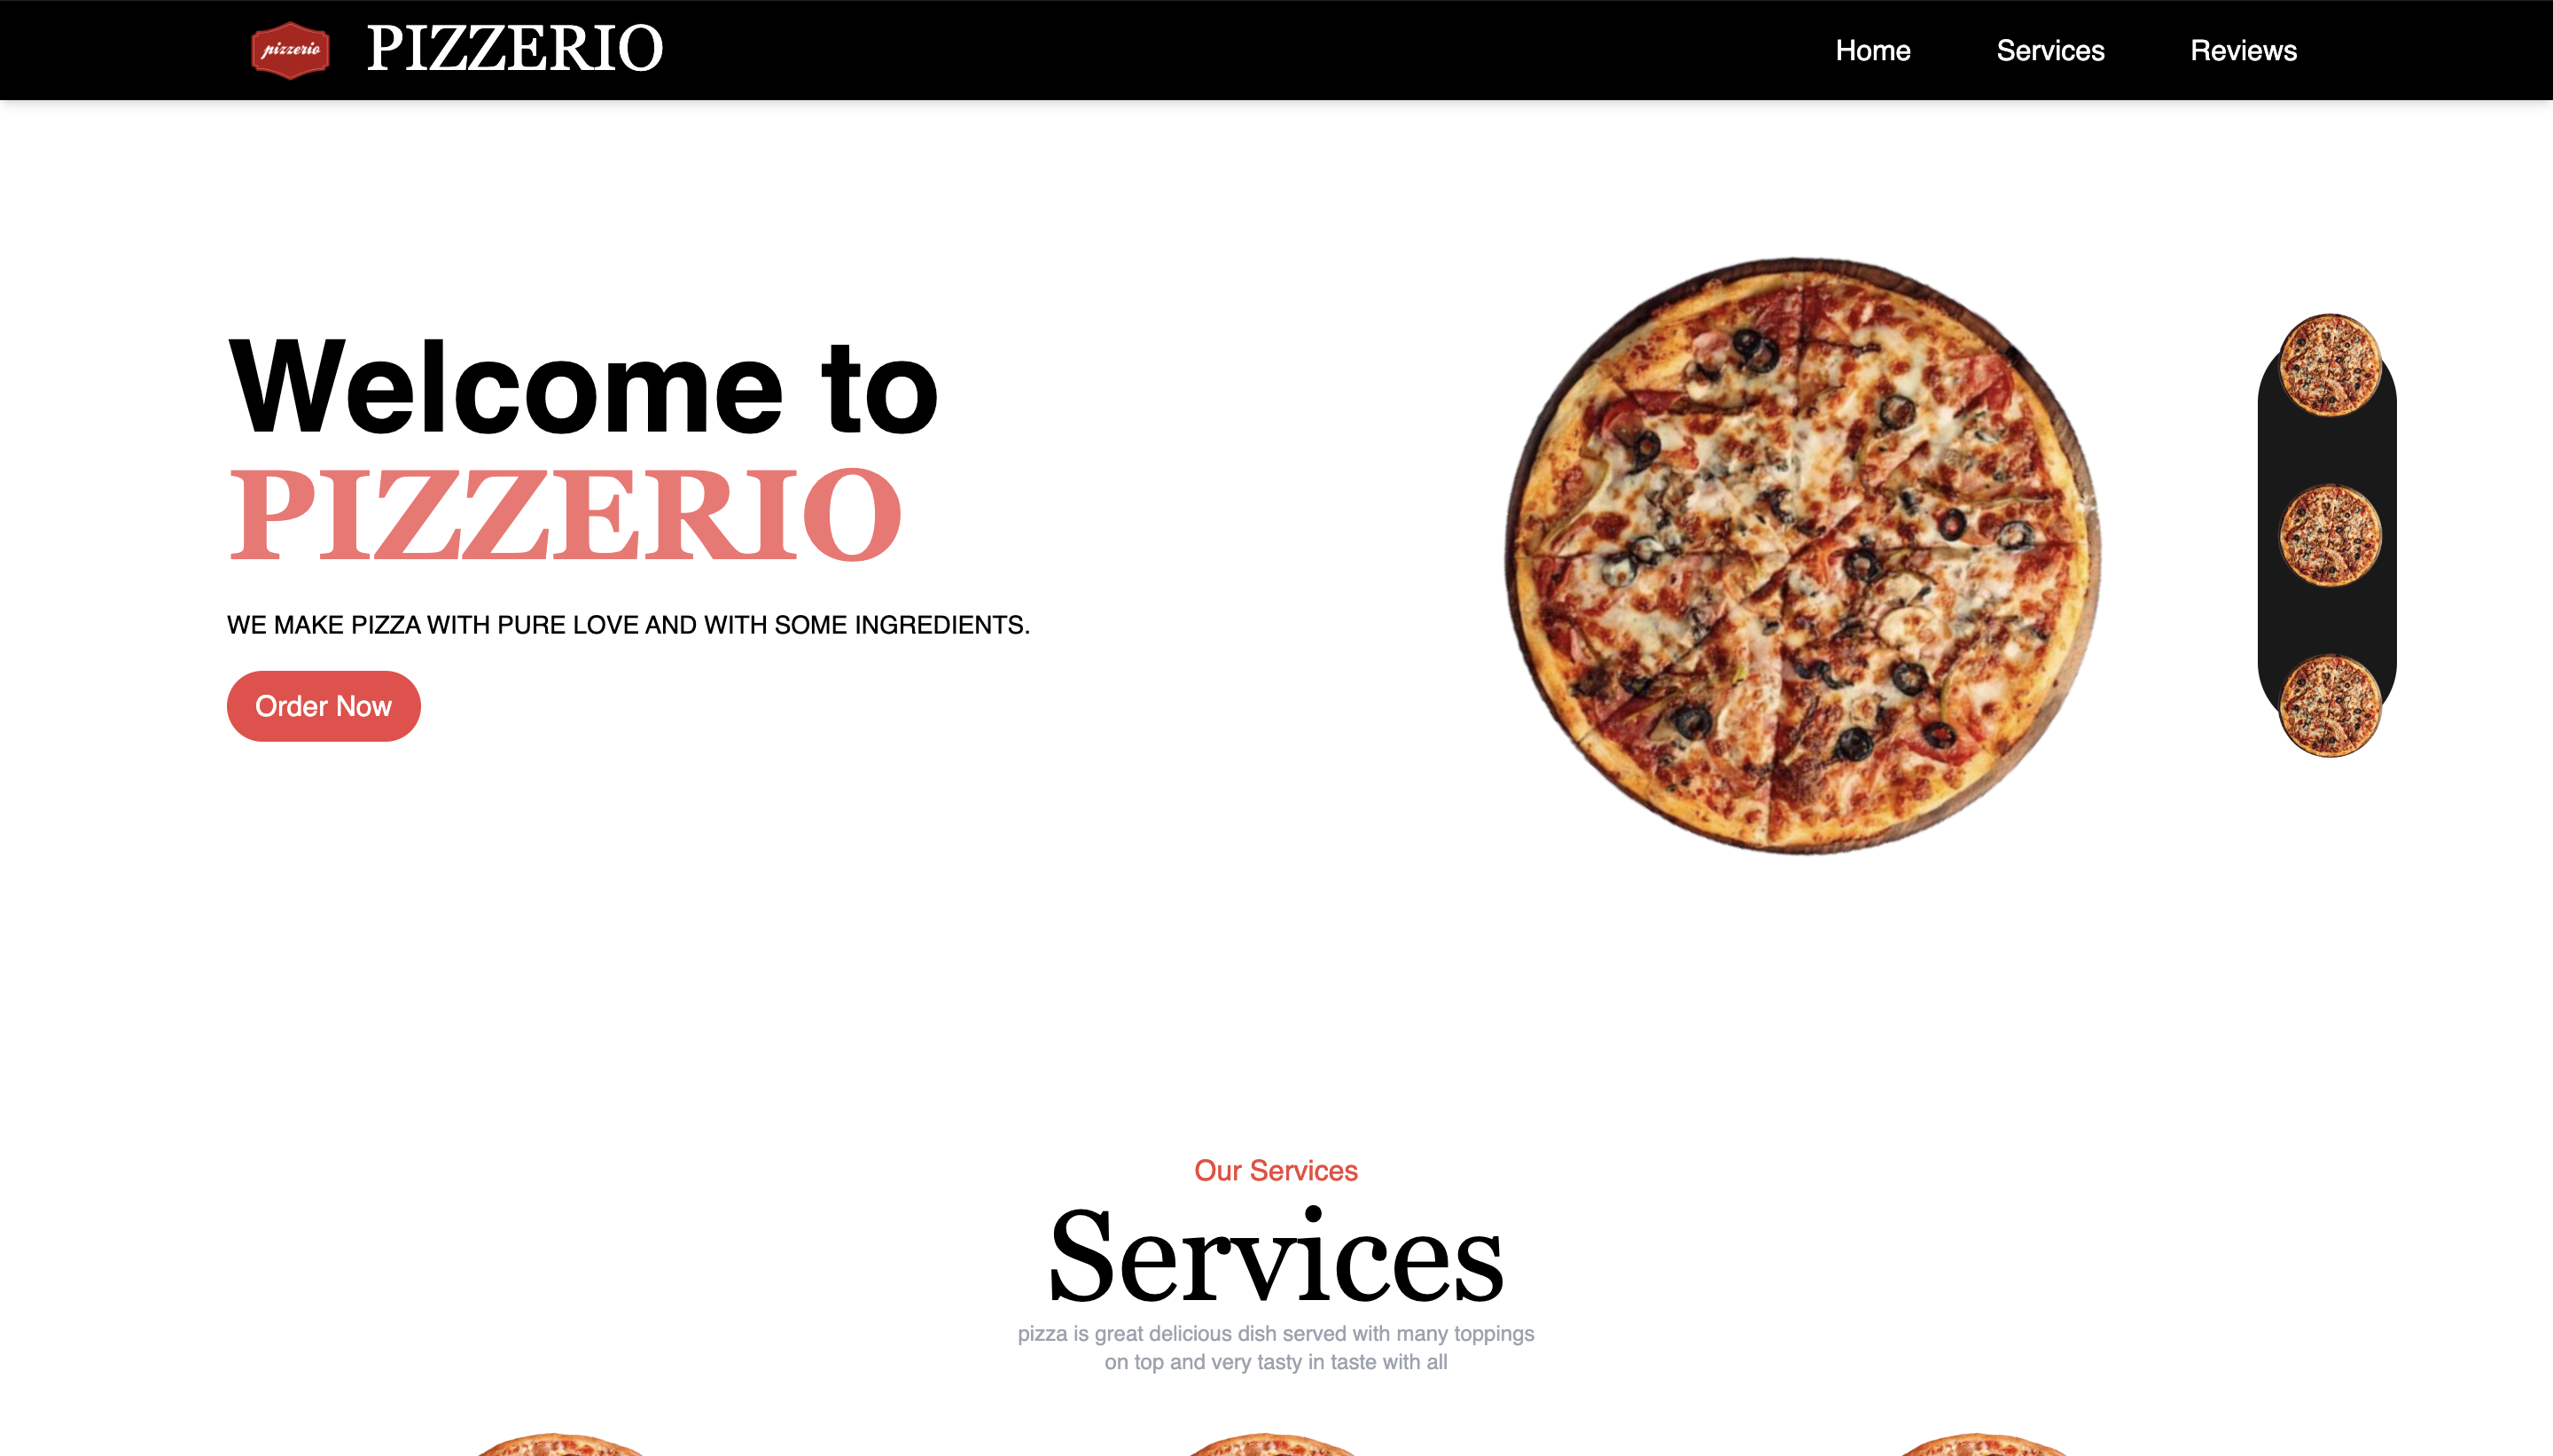 pizzerio
PIZZERIO
Home
Services
Reviews
Welcome to
PIZZERIO
WE MAKE PIZZA WITH PURE LOVE AND WITH SOME INGREDIENTS.
Order Now
Our Services
Services
pizza is great delicious dish served with many toppings
on top and very tasty in taste with all